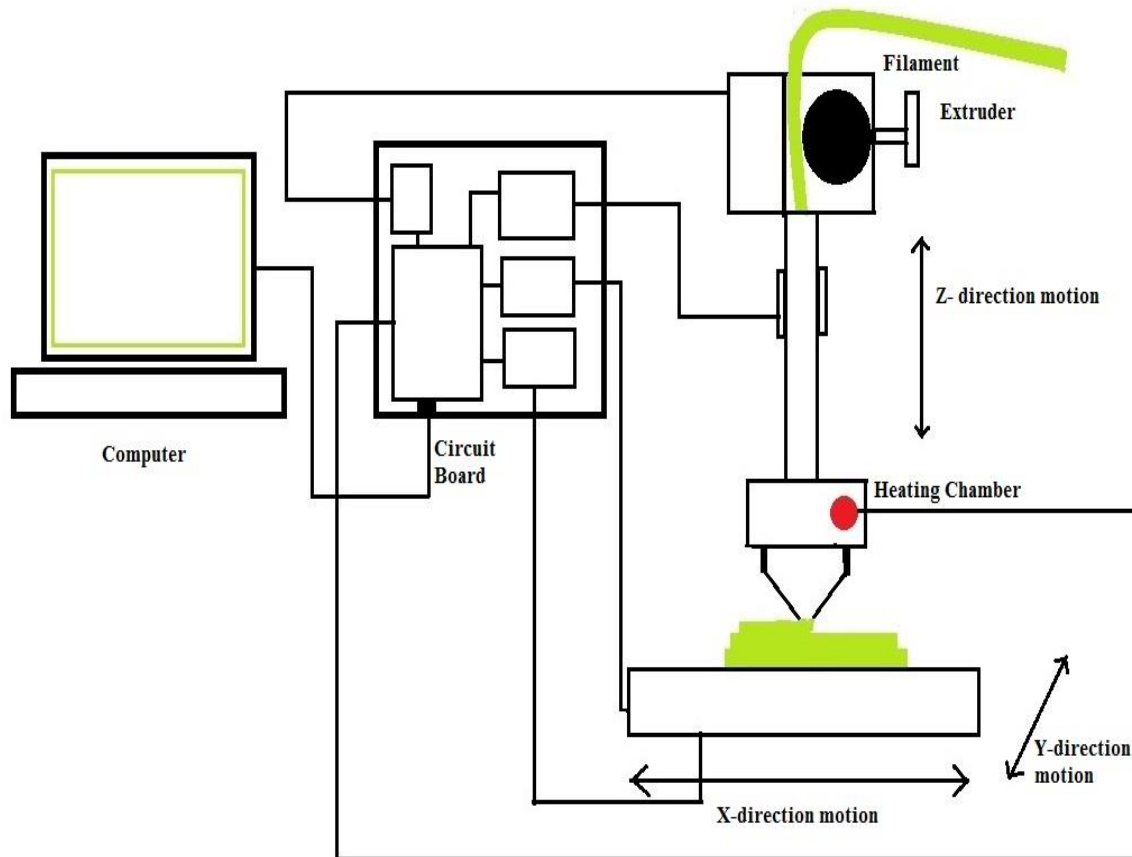 Filament
Extruder
Z- direction motion
Computer
Circuit
Board
Heating Chamber
Y-direction
motion
X-direction motion